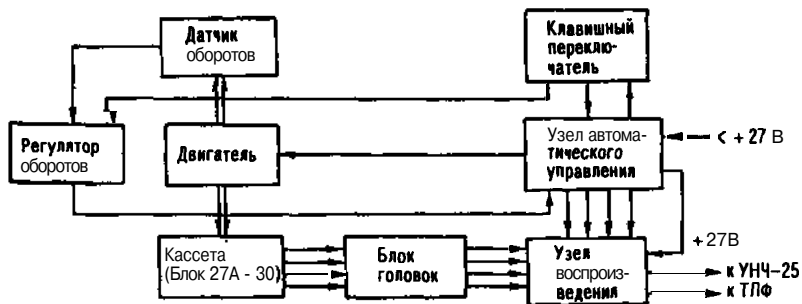 Датчик
оборотов
Клавишный
переклю-
чатель
Регулятор
оборотов
Двигатель
Узел автома-
тического
управления
< + 27 В
+27В
Кассета
(Блок 27А - 30)
Блок
головок
Узел
воспроиз-
ведения
к УНЧ-25
к ТПФ